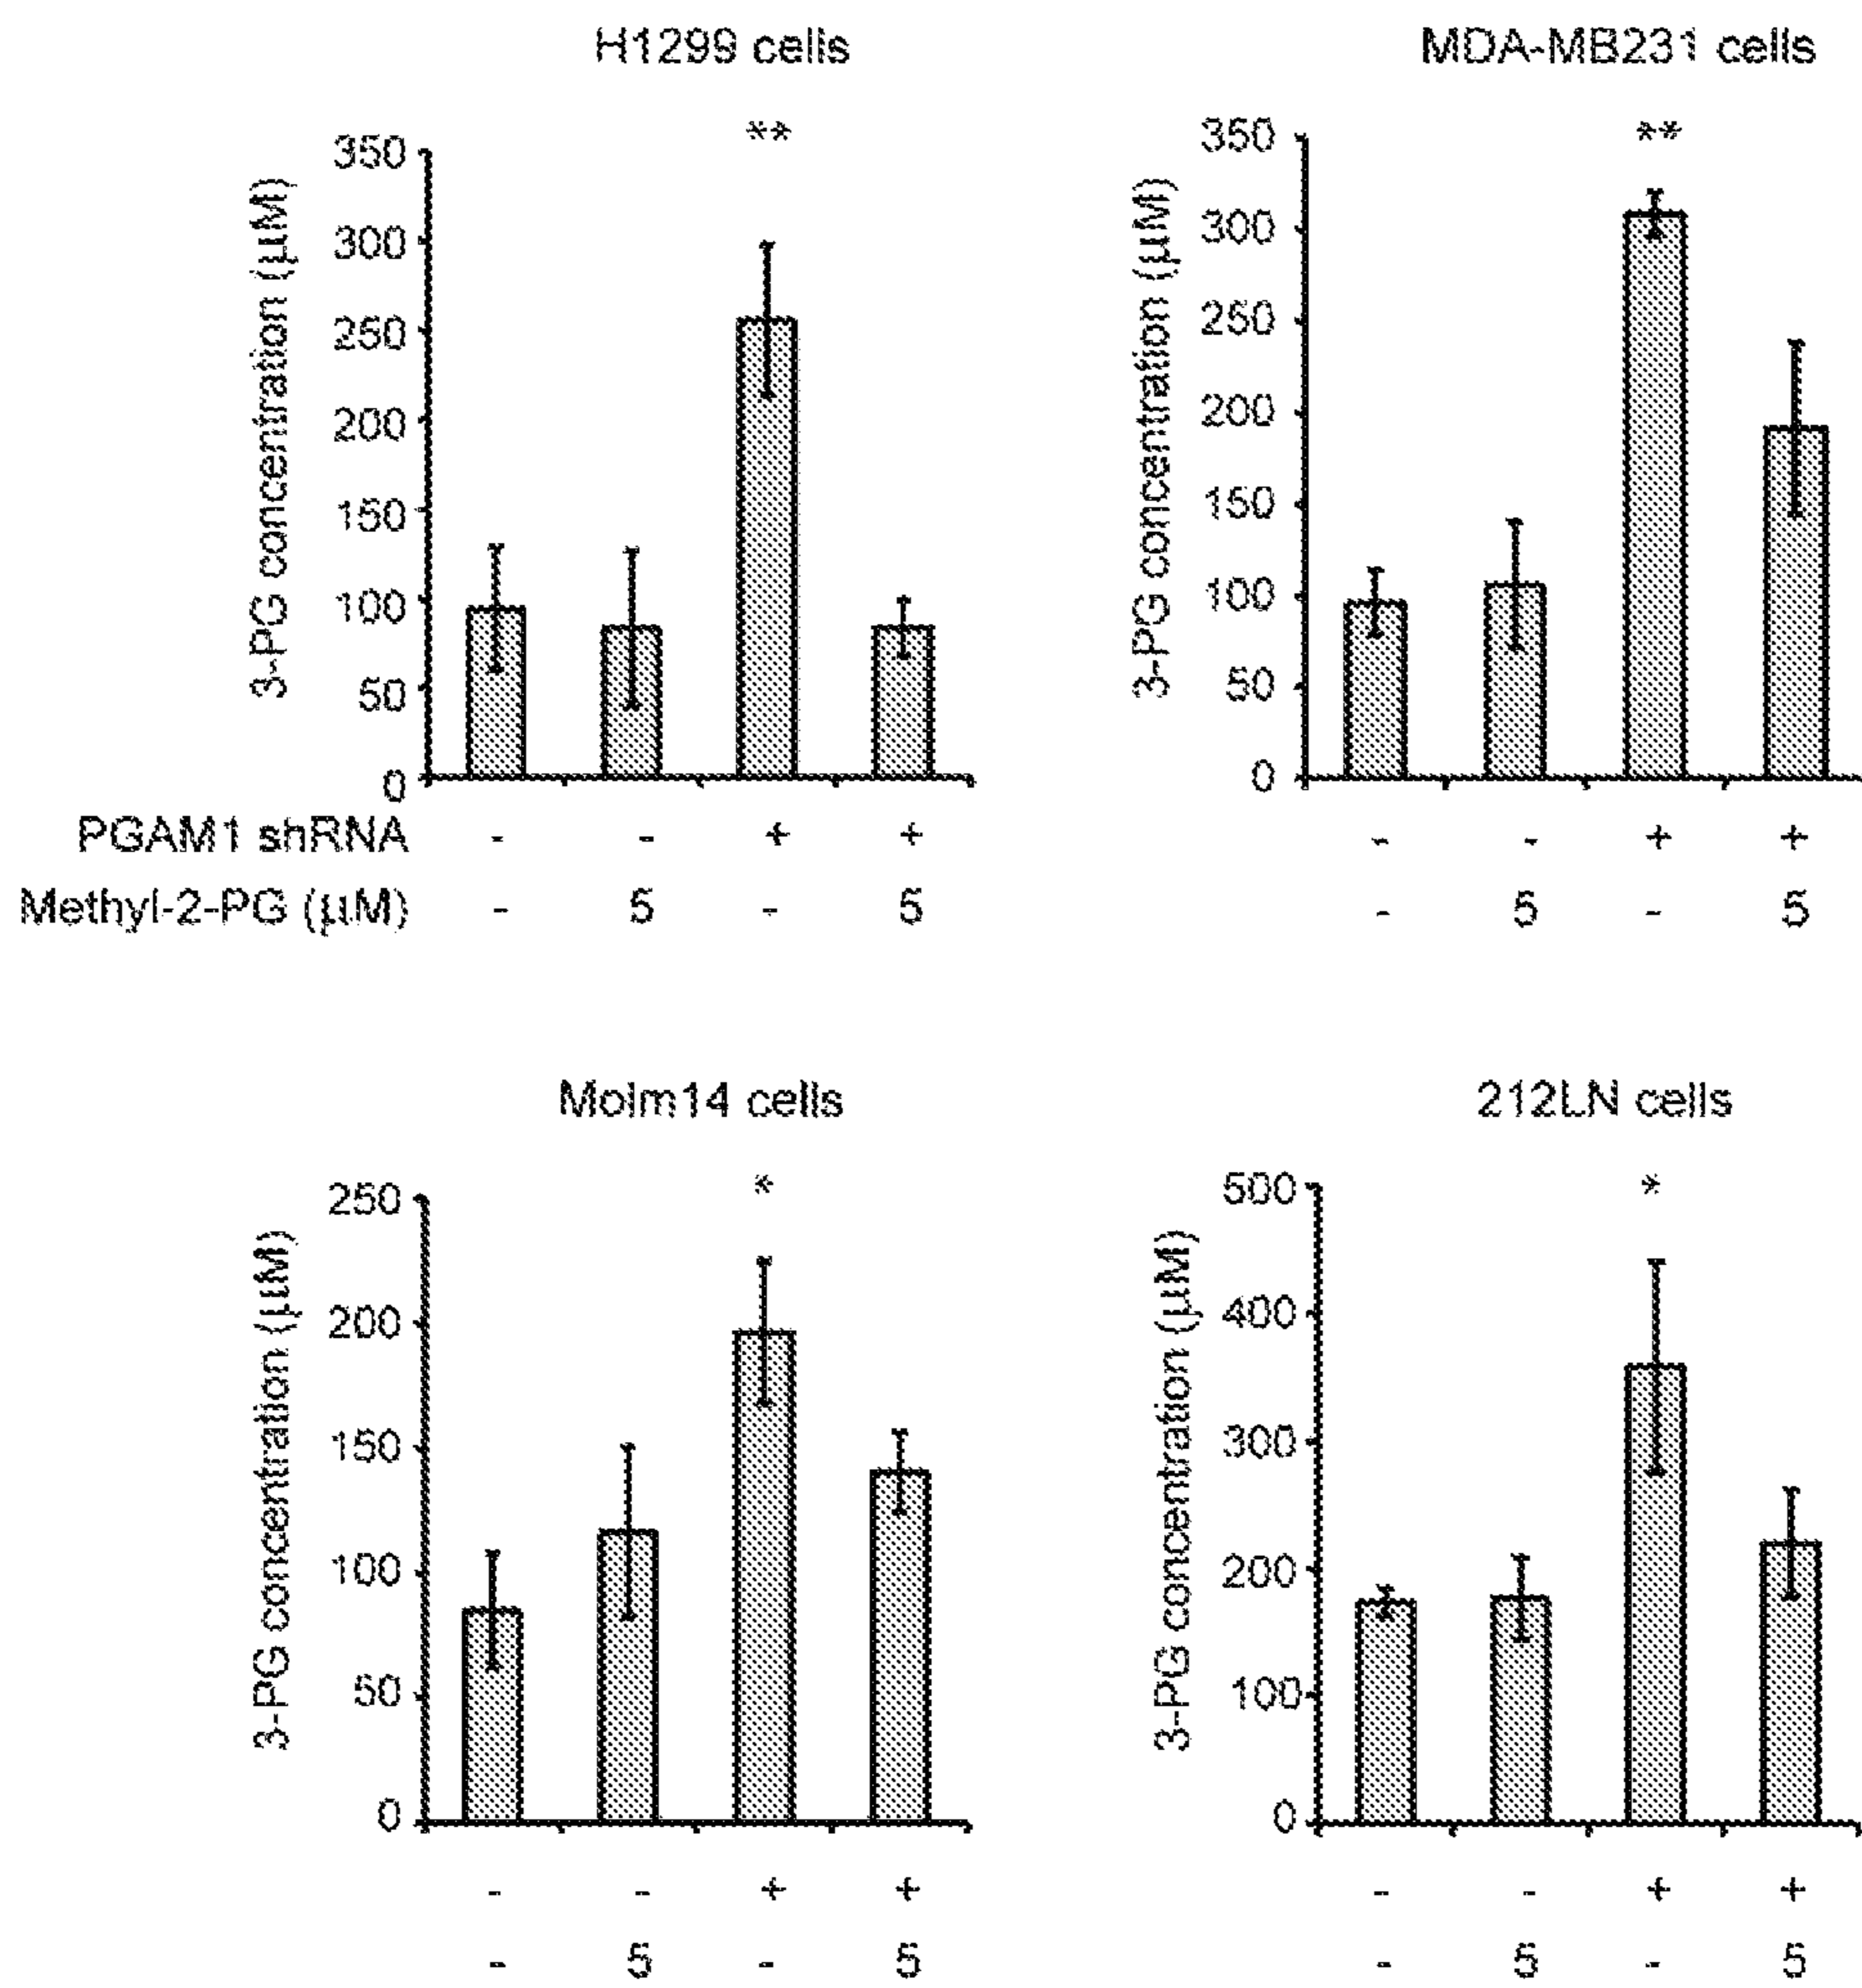 H1299 cells
MDA-MB231 cells
**
**
3-PG concentration (µM)
350
300
250
200
150
100
50
0
3-PG concentration (µM)
350
300
250
200
150
100
50
0
PGAM1 shRNA - - + +
- - + +
Methyl-2-PG (µM) - 5 - 5
- 5 - 5
Molm14 cells
212LN cells
*
*
3-PG concentration (µM)
250
200
150
100
50
0
3-PG concentration (µM)
500
400
300
200
100
0
- - + +
- - + +
- 5 - 5
- 5 - 5